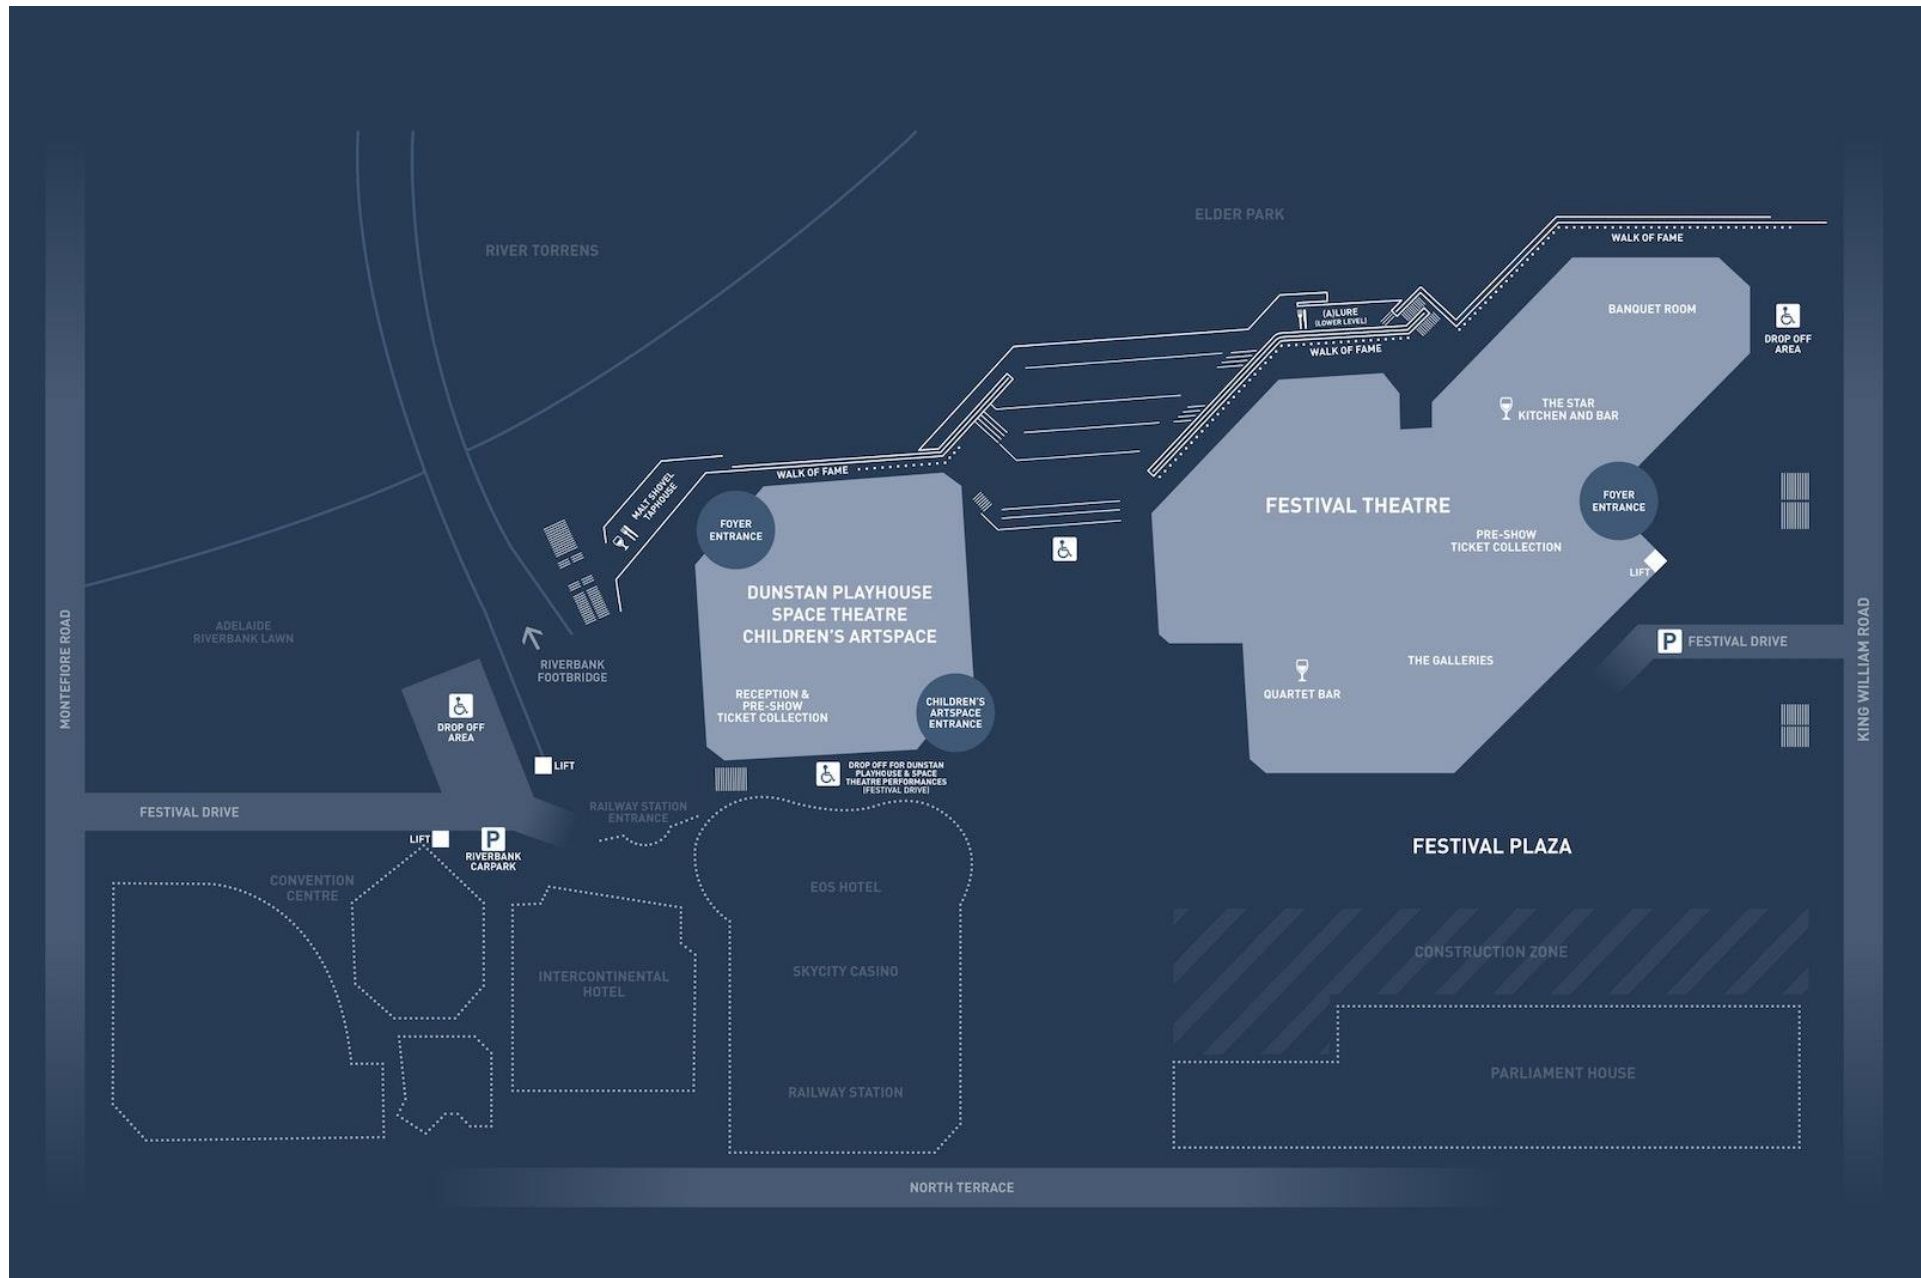 ELDER PARK
RIVER TORRENS
WALK OF FAME
BANQUET ROOM
(A)LURE
(LOWER LEVEL)
WALK OF FAME
DROP OFF
AREA
THE STAR
KITCHEN AND BAR
WALK OF FAME
MALT SHOVEL
TAPHOUSE
FOYER
ENTRANCE
FESTIVAL THEATRE
FOYER
ENTRANCE
PRE-SHOW
TICKET COLLECTION
LIFT
DUNSTAN PLAYHOUSE
SPACE THEATRE
CHILDREN'S ARTSPACE
ADELAIDE
RIVERBANK LAWN
MONTEFIORE ROAD
RIVERBANK
FOOTBRIDGE
P
FESTIVAL DRIVE
KING WILLIAM ROAD
THE GALLERIES
QUARTET BAR
RECEPTION &
PRE-SHOW
TICKET COLLECTION
CHILDREN'S
ARTSPACE
ENTRANCE
DROP OFF
AREA
LIFT
DROP OFF FOR DUNSTAN
PLAYHOUSE & SPACE
THEATRE PERFORMANCES
(FESTIVAL DRIVE)
FESTIVAL DRIVE
RAILWAY STATION
ENTRANCE
LIFT
P
RIVERBANK
CARPARK
FESTIVAL PLAZA
CONVENTION
CENTRE
EOS HOTEL
CONSTRUCTION ZONE
INTERCONTINENTAL
HOTEL
SKYCITY CASINO
PARLIAMENT HOUSE
RAILWAY STATION
NORTH TERRACE